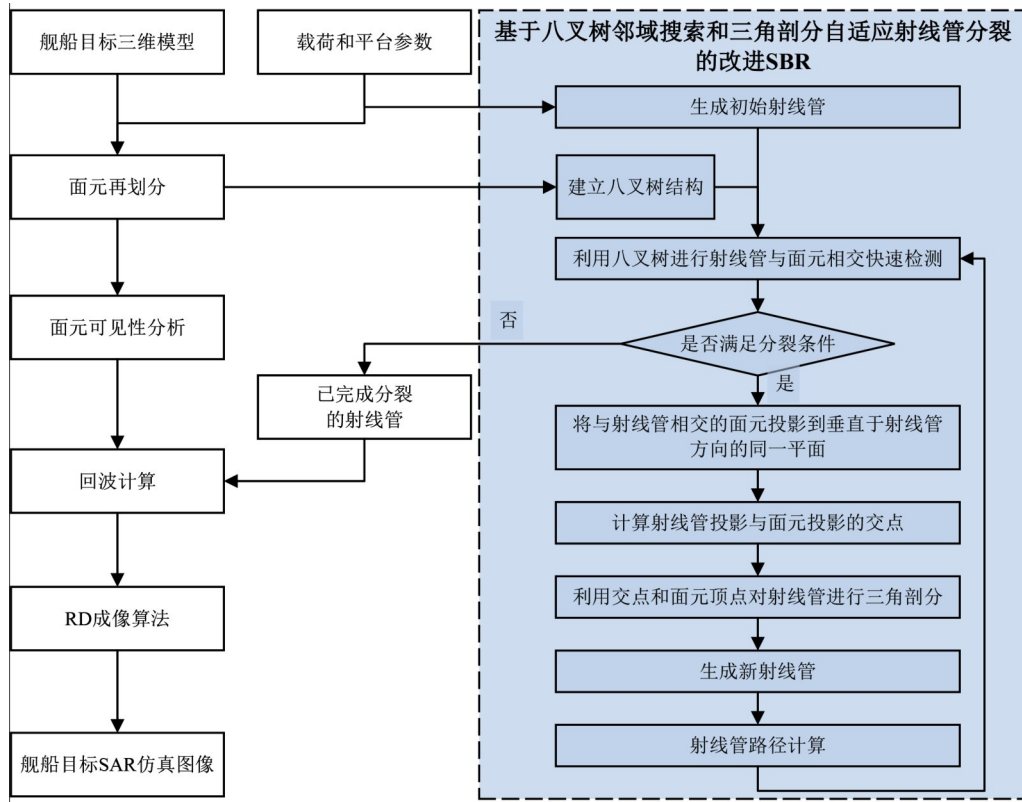 舰船目标三维模型
载荷和平台参数
基于八叉树邻域搜索和三角剖分自适应射线管分裂
的改进SBR
生成初始射线管
面元再划分
建立八叉树结构
利用八叉树进行射线管与面元相交快速检测
面元可见性分析
否
是否满足分裂条件
是
已完成分裂
的射线管
将与射线管相交的面元投影到垂直于射线管
方向的同一平面
回波计算
计算射线管投影与面元投影的交点
RD成像算法
利用交点和面元顶点对射线管进行三角剖分
生成新射线管
射线管路径计算
舰船目标SAR仿真图像